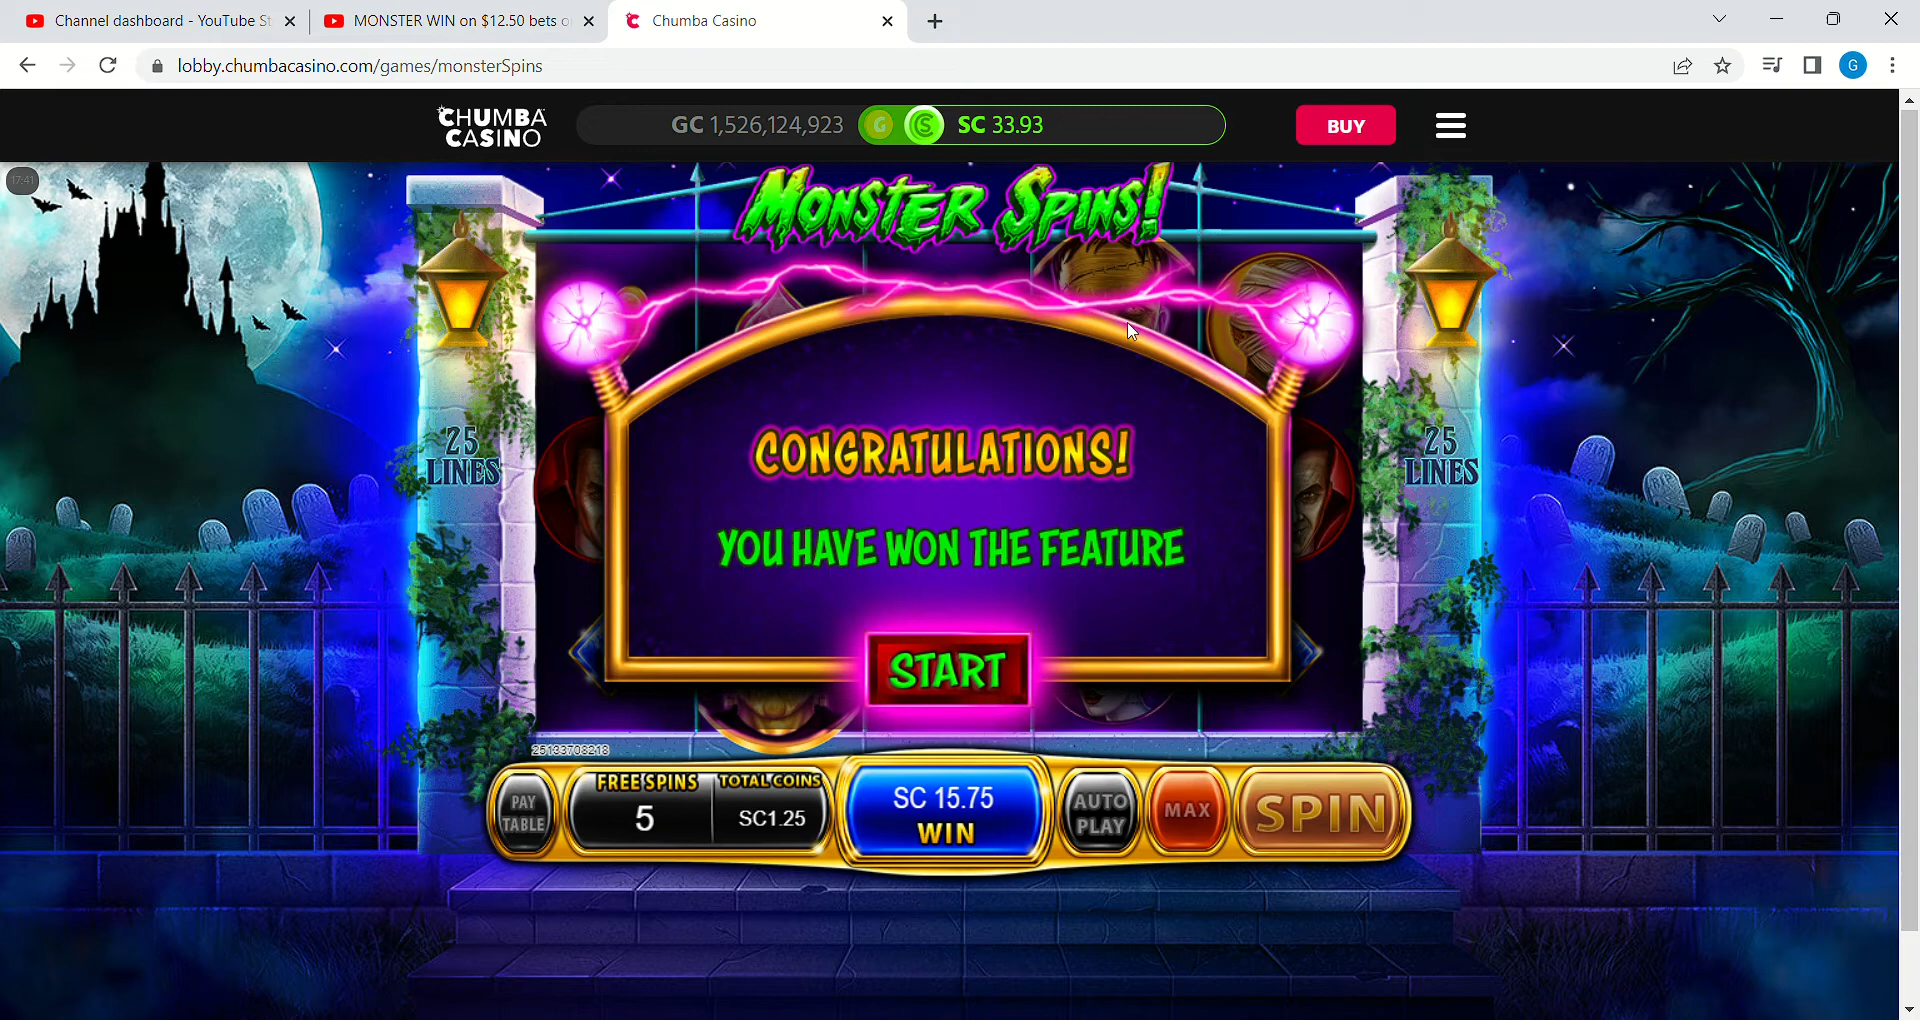 Channel dashboard - YouTube St
MONSTER WIN on $12.50 bets o
Chumba Casino
lobby.chumbacasino.com/games/monsterSpins
G
CHUMBA
CASINO
GC 1,526,124,923
G
S
SC 33.93
BUY
17:41
MONSTER SPINS!
25
LINES
25
LINES
CONGRATULATIONS!
YOU HAVE WON THE FEATURE
START
25133708218
PAY
TABLE
FREE SPINS
5
TOTAL COINS
SC1.25
SC 15.75
WIN
AUTO
PLAY
MAX
SPIN